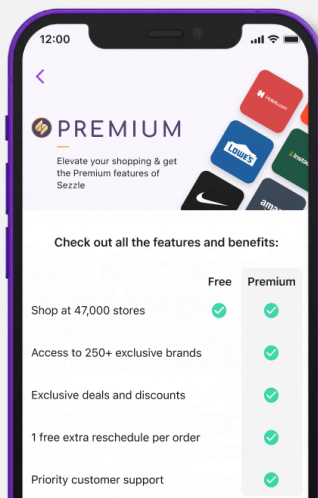 12:00
Hotels.com
PREMIUM
LOWE'S
Elevate your shopping & get
the Premium features of
Sezzle
Check out all the features and benefits:
Free Premium
Shop at 47,000 stores
Access to 250+ exclusive brands
Exclusive deals and discounts
1 free extra reschedule per order
Priority customer support